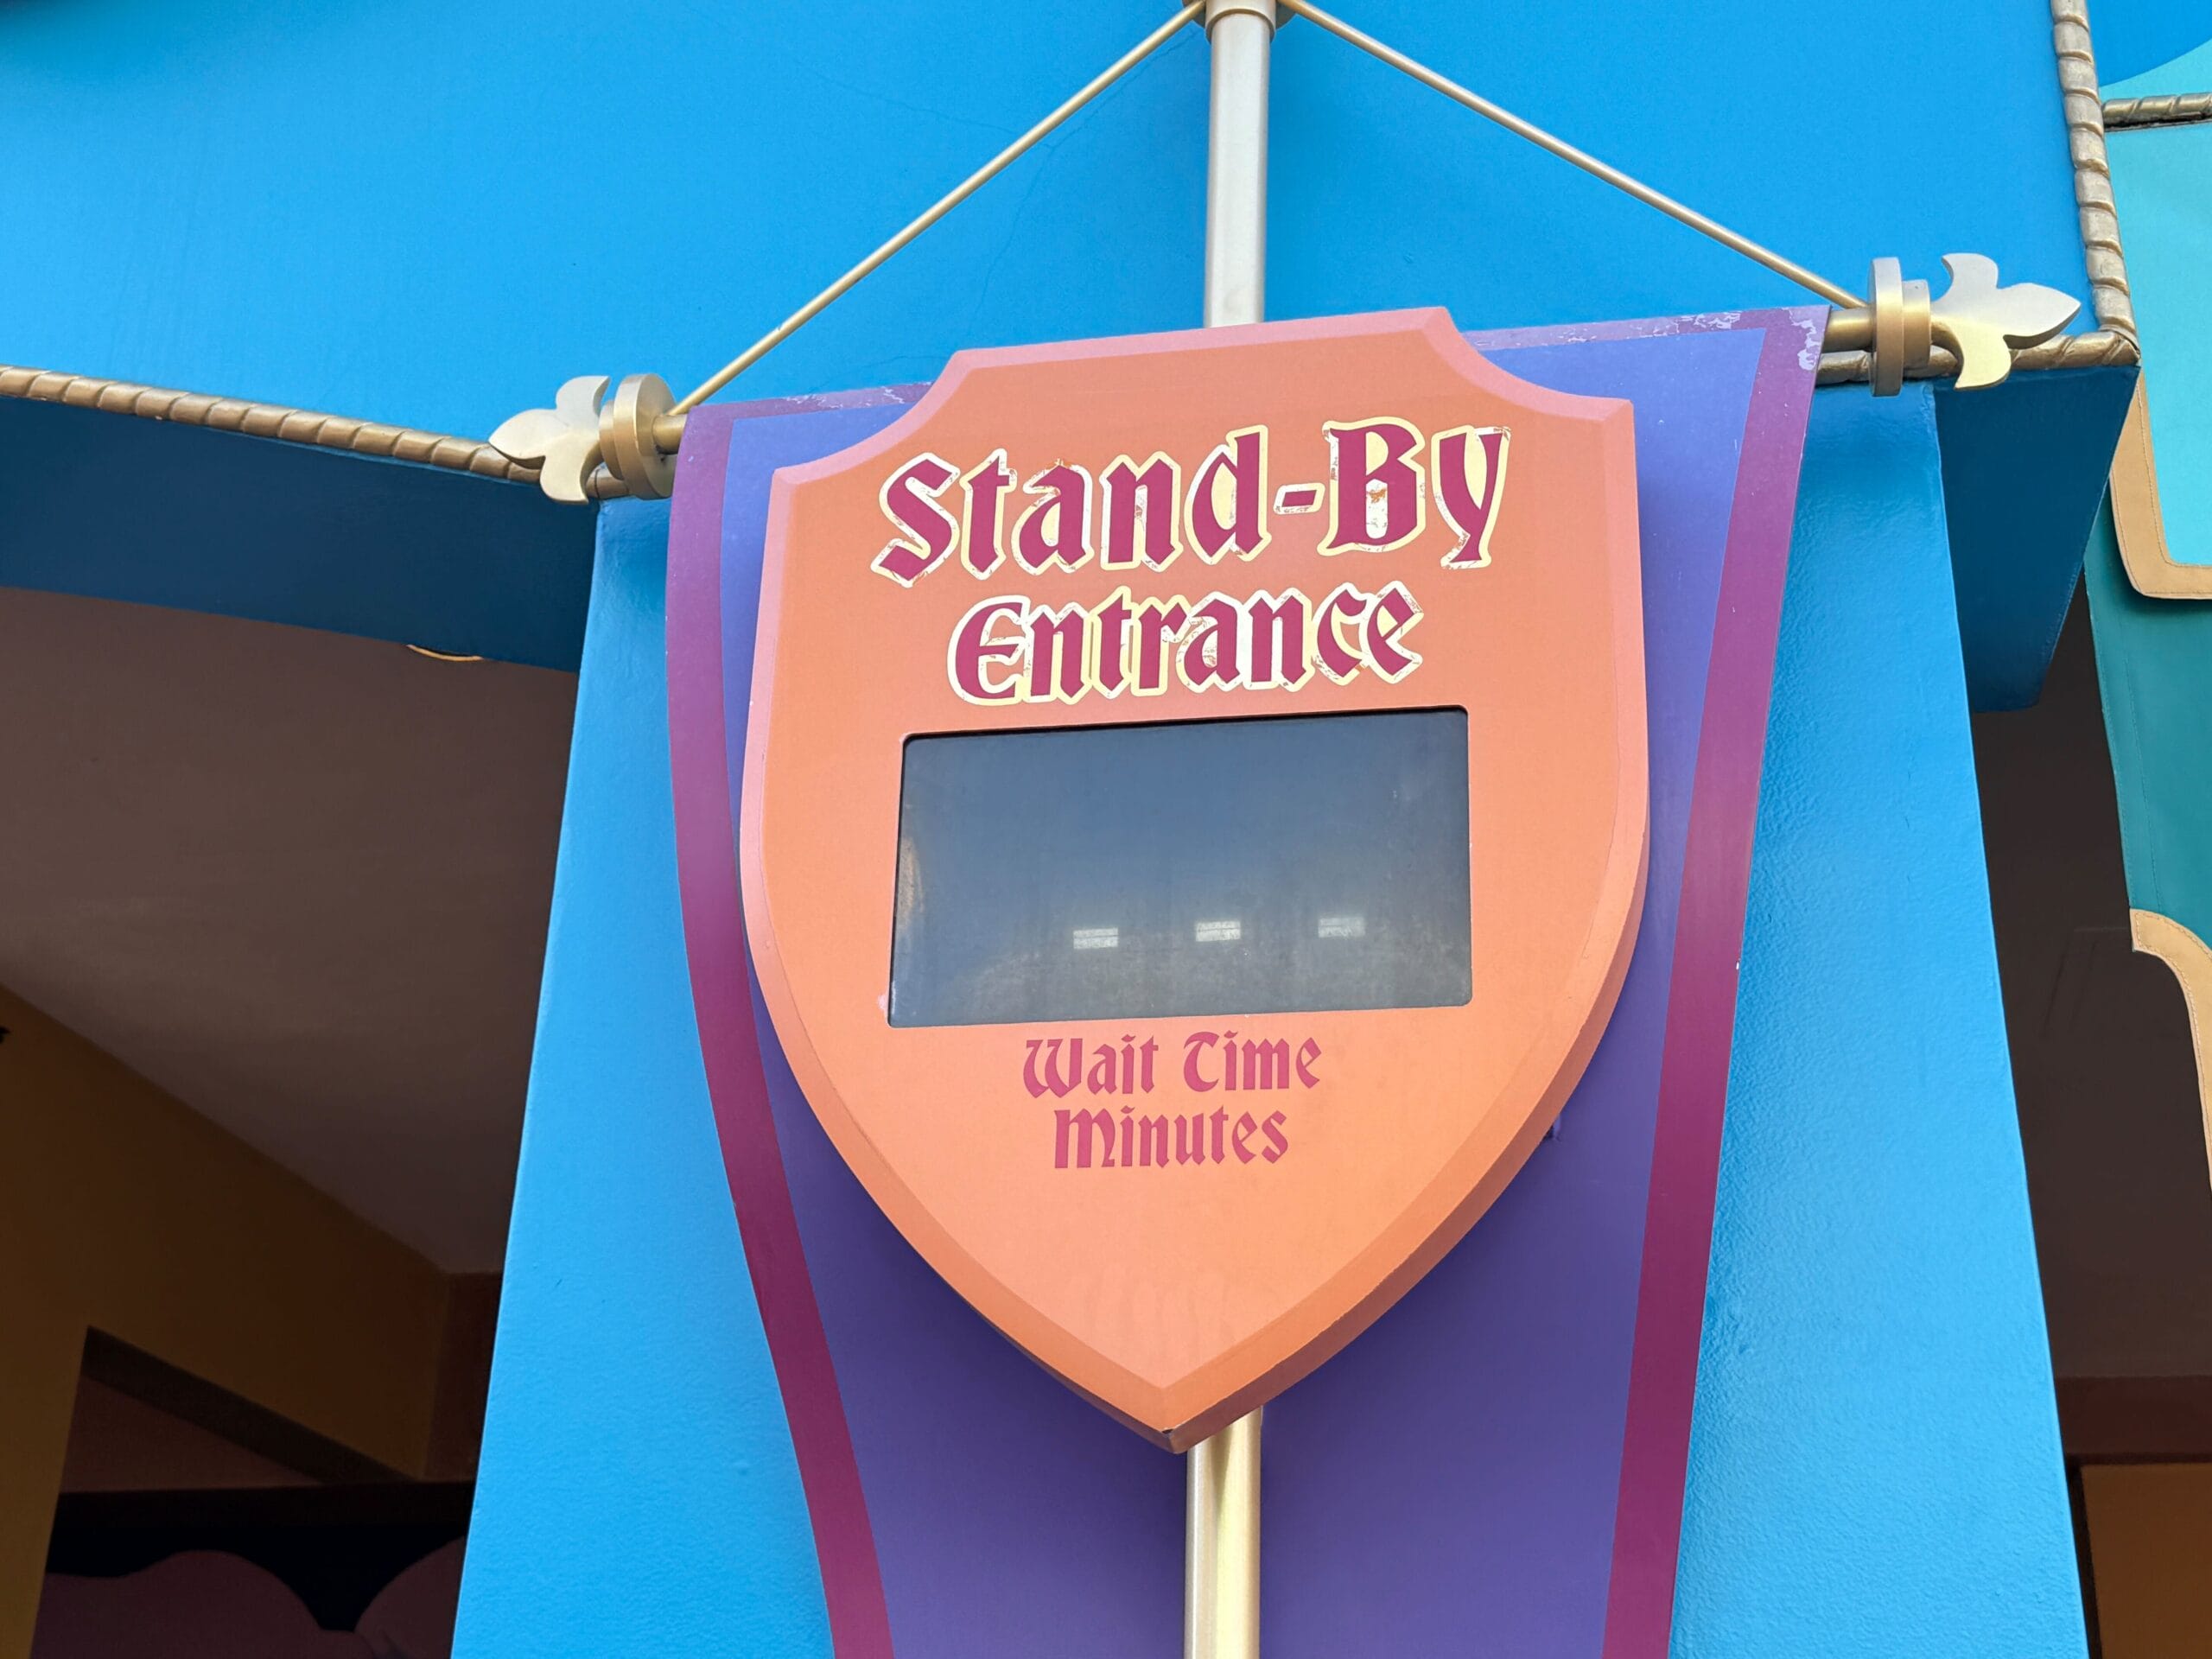 Stand-By
Entrance
Wait Time
Minutes